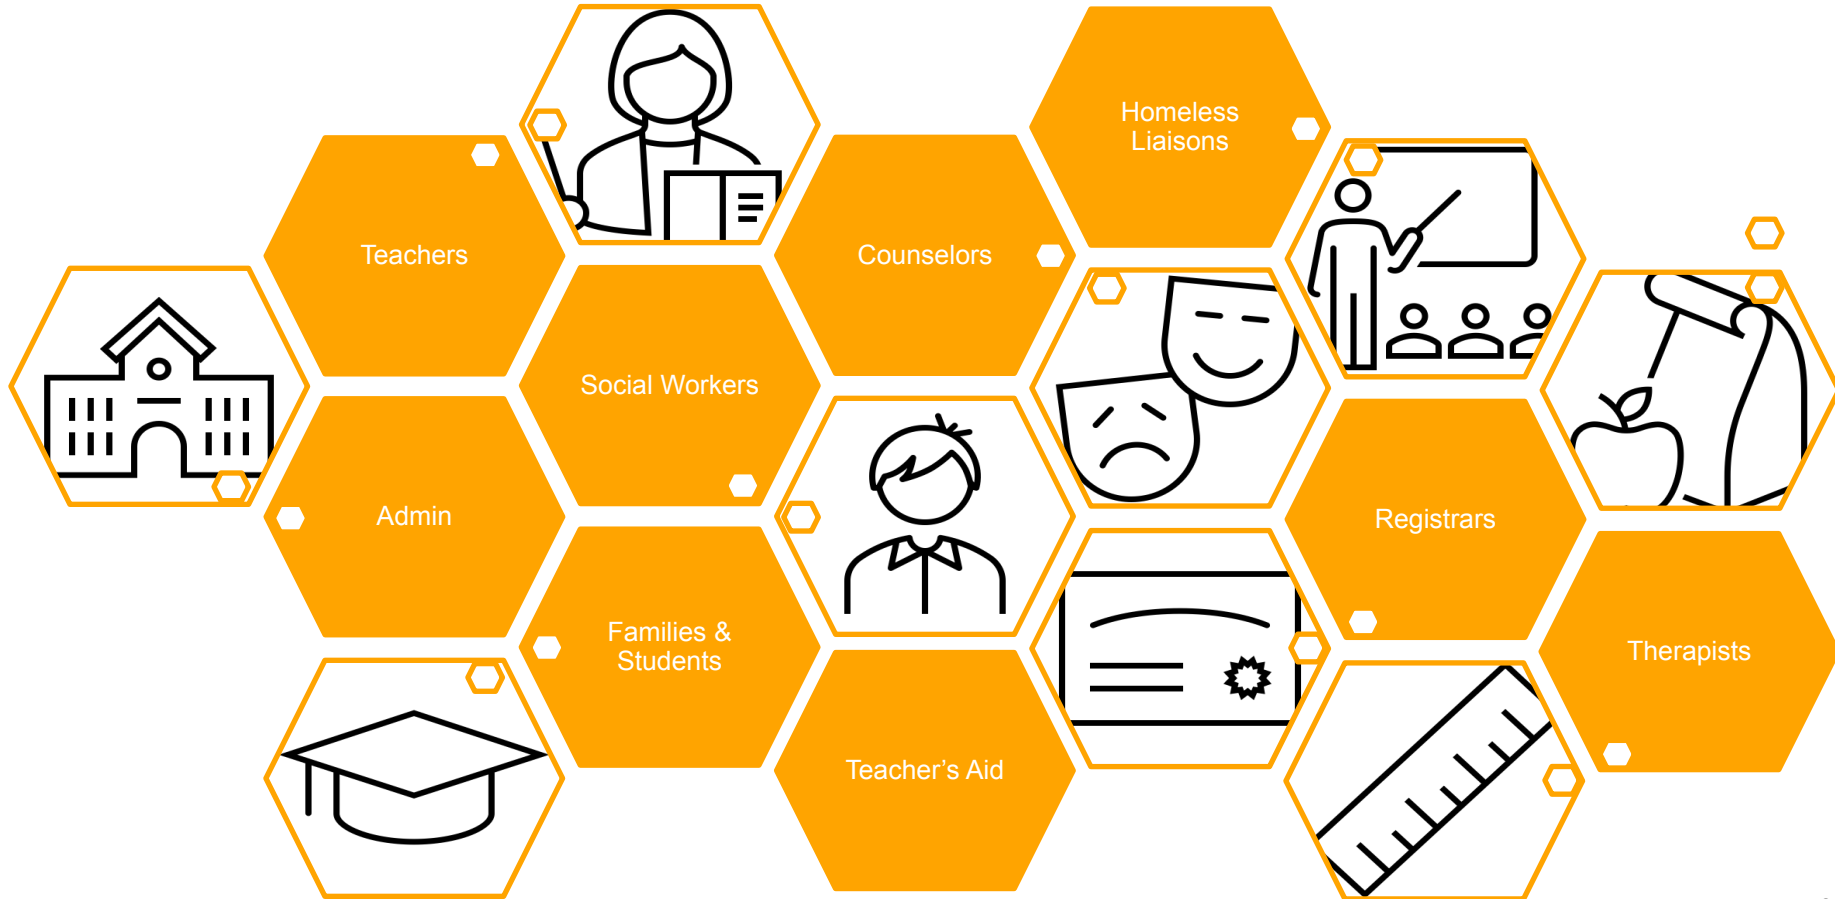 Homeless
Liaisons
Teachers
Counselors
Social Workers
Admin
Registrars
Families &
Students
Therapists
Teacher’s Aid